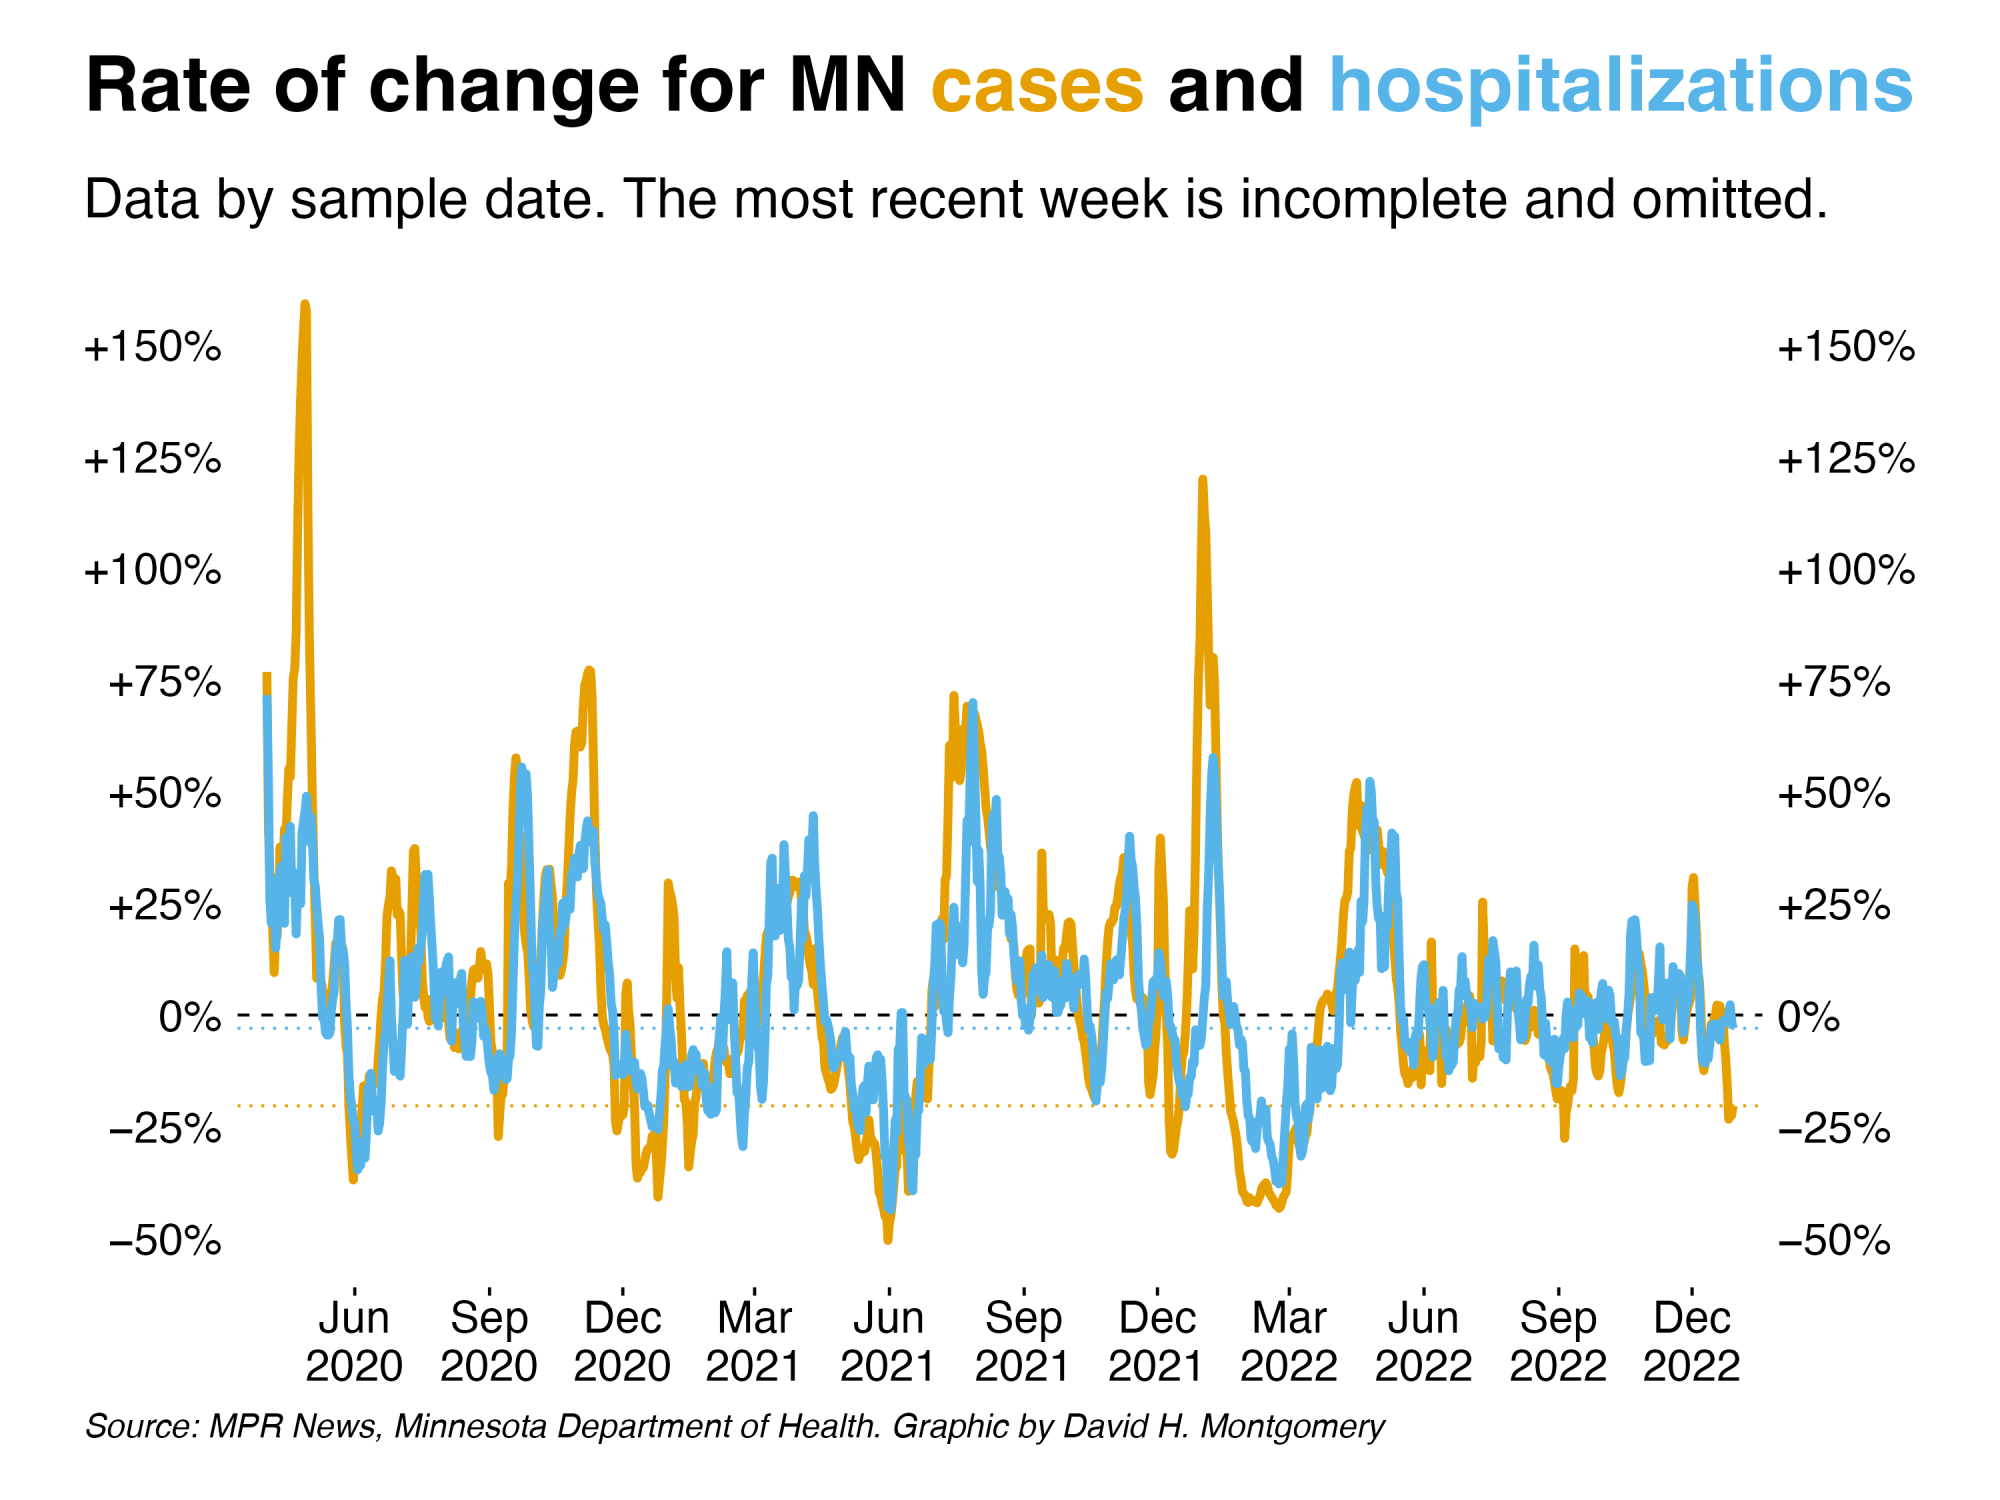 Rate of change for MN cases and hospitalizations
Data by sample date. The most recent week is incomplete and omitted.
+150% +150%
+125% +125%
+100% +100%
+75% +75%
+50% +50%
+25% +25%
0% 0%
−25% −25%
−50% −50%
Jun Sep Dec Mar Jun Sep Dec Mar Jun Sep Dec
2020 2020 2020 2021 2021 2021 2021 2022 2022 2022 2022
Source: MPR News, Minnesota Department of Health. Graphic by David H. Montgomery